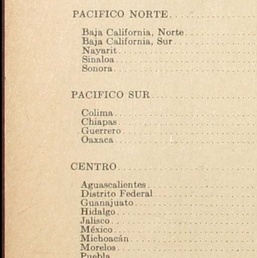 PACIFICO NORTE
Baja California, Norte
Baja California, Sur
Nayarit
Sinaloa
Sonora
PACIFICO SUR
Colima
Chiapas
Guerrero
Oaxaca
CENTRO
Aguascalientes
Distrito Federal
Guanajuato
Hidalgo
Jalisco
México
Michoacán
Morelos
Puebla